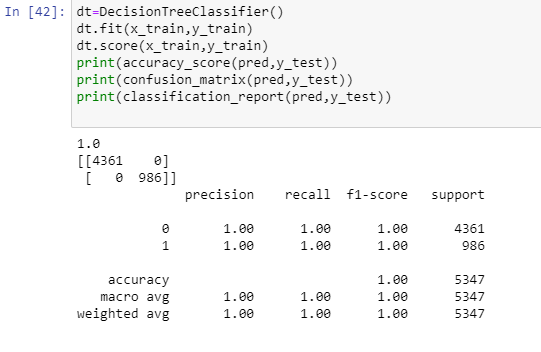 In [42]: dt=DecisionTreeClassifier()
dt.fit(x_train,y_train)
dt.score(x_train,y_train)
print(accuracy_score(pred,y_test))
print(confusion_matrix(pred,y_test))
print(classification_report(pred,y_test))
1.0
[[4361    0]
 [   0  986]]
              precision    recall  f1-score   support
           0       1.00      1.00      1.00      4361
           1       1.00      1.00      1.00       986
    accuracy                           1.00      5347
   macro avg       1.00      1.00      1.00      5347
weighted avg       1.00      1.00      1.00      5347